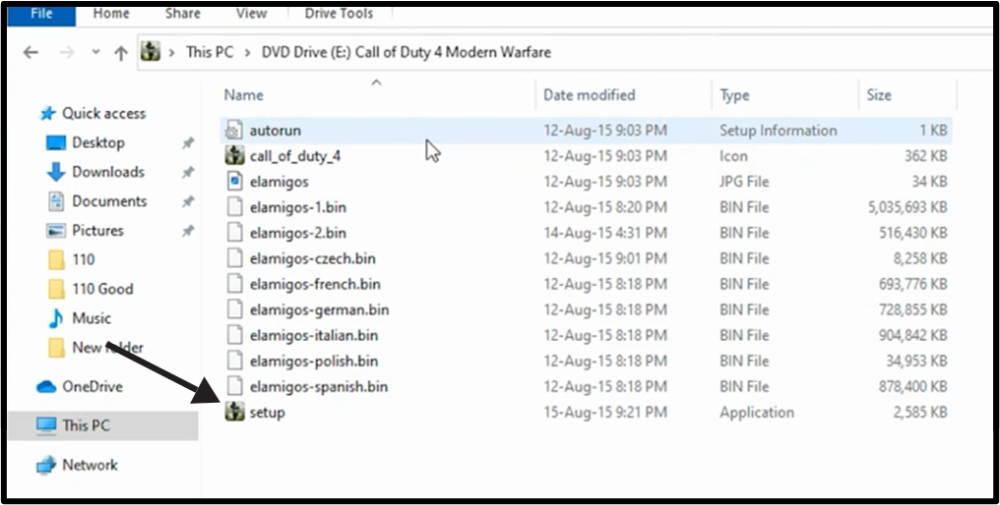 File Home Share View Drive Tools
This PC DVD Drive (E:) Call of Duty 4 Modern Warfare
Name Date modified Type Size
Quick access
Desktop
Downloads
Documents
Pictures
110
110 Good
Music
New folder
OneDrive
This PC
Network
autorun 12-Aug-15 9:03 PM Setup Information 1 KB
call_of_duty_4 12-Aug-15 9:03 PM Icon 362 KB
elamigos 12-Aug-15 9:03 PM JPG File 34 KB
elamigos-1.bin 12-Aug-15 8:20 PM BIN File 5,035,693 KB
elamigos-2.bin 14-Aug-15 4:31 PM BIN File 516,430 KB
elamigos-czech.bin 12-Aug-15 9:01 PM BIN File 8,258 KB
elamigos-french.bin 12-Aug-15 8:18 PM BIN File 693,776 KB
elamigos-german.bin 12-Aug-15 8:18 PM BIN File 728,855 KB
elamigos-italian.bin 12-Aug-15 8:18 PM BIN File 904,842 KB
elamigos-polish.bin 12-Aug-15 8:18 PM BIN File 34,953 KB
elamigos-spanish.bin 12-Aug-15 8:18 PM BIN File 878,400 KB
setup 15-Aug-15 9:21 PM Application 2,585 KB